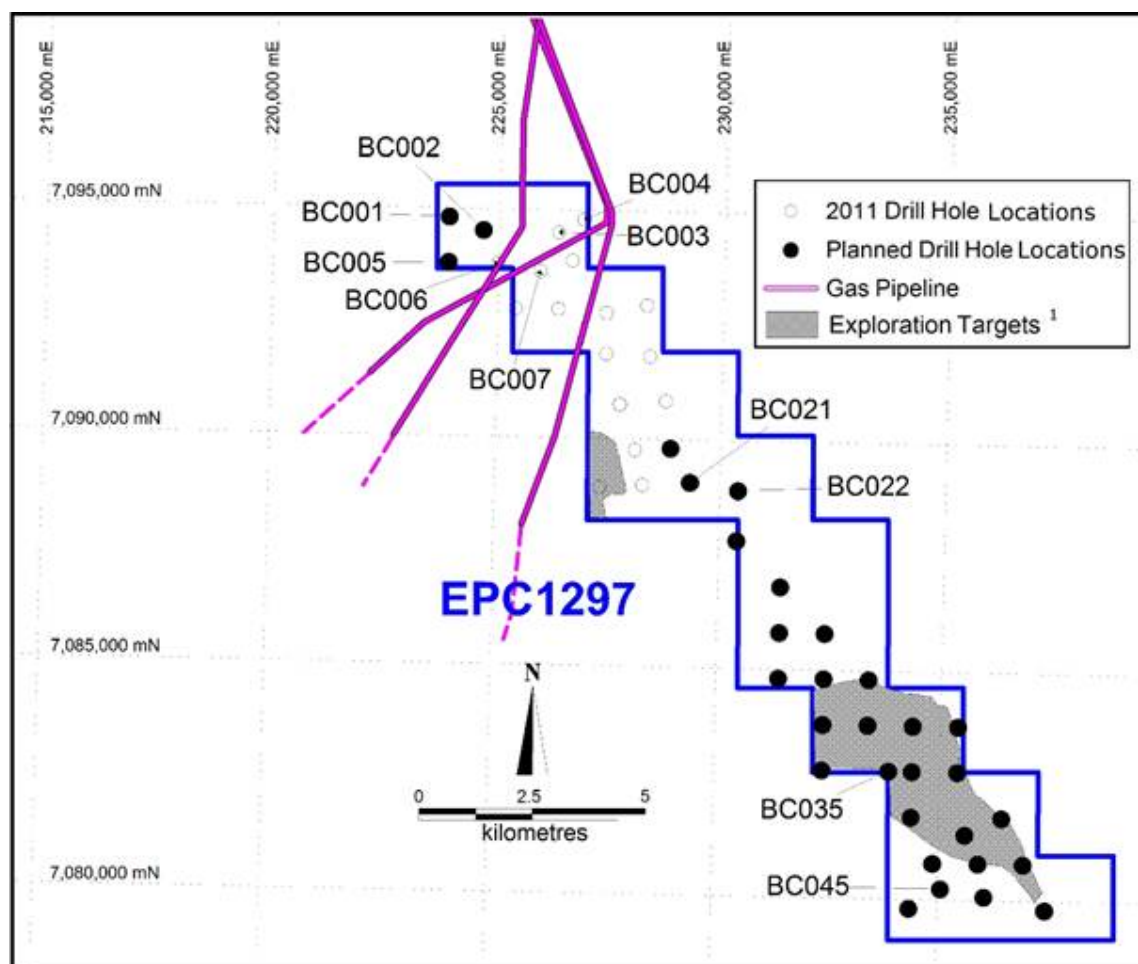 215,000 mE
220,000 mE
225,000 mE
230,000 mE
235,000 mE
BC002
BC004
7,095,000 mN
BC001
BC003
2011 Drill Hole Locations
Planned Drill Hole Locations
BC005
BC006
Gas Pipeline
Exploration Targets 1
BC007
BC021
7,090,000 mN
BC022
EPC1297
7,085,000 mN
N
0 2.5 5
kilometres
BC035
7,080,000 mN
BC045